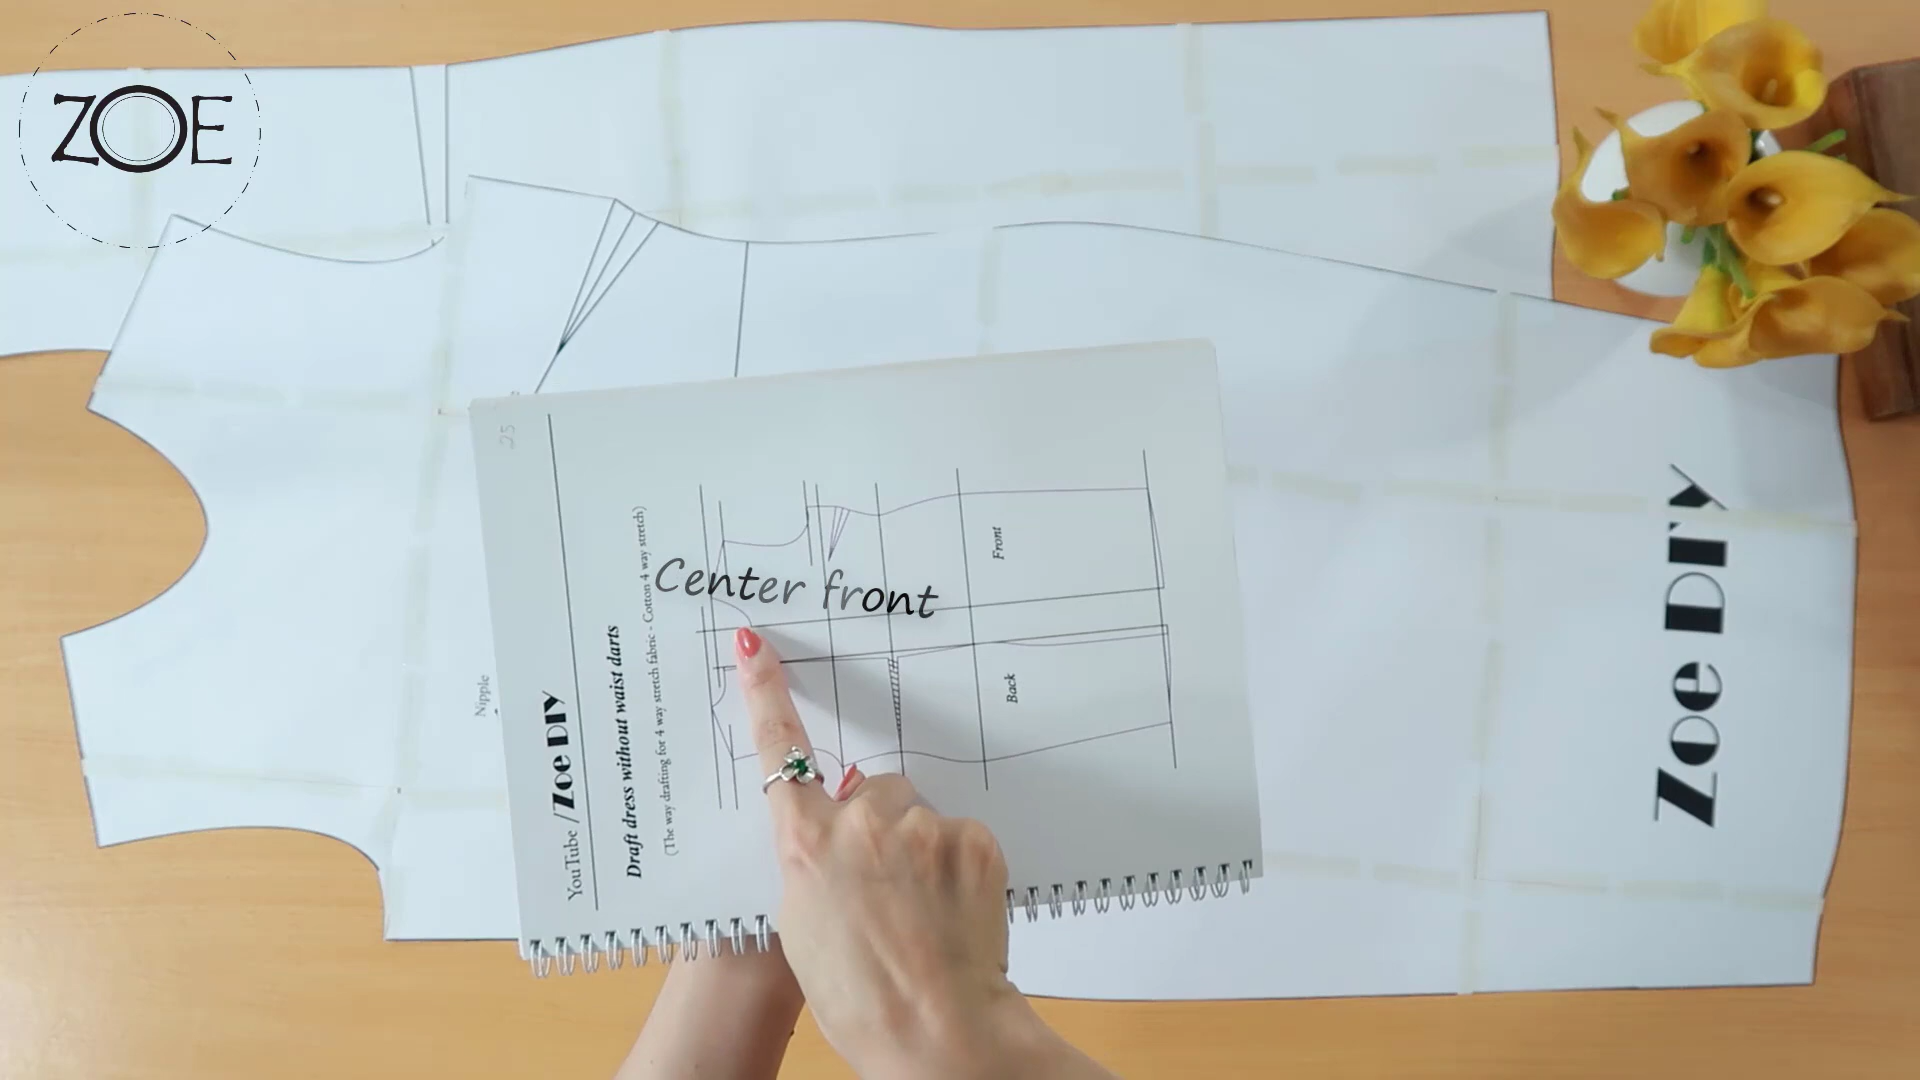 ZOE
25
YouTube /Zoe DIY
Draft dress without waist darts
(The way drafting for 4 way stretch fabric - Cotton 4 way stretch)
Center front
Front
Back
Nipple
Zoe DIY